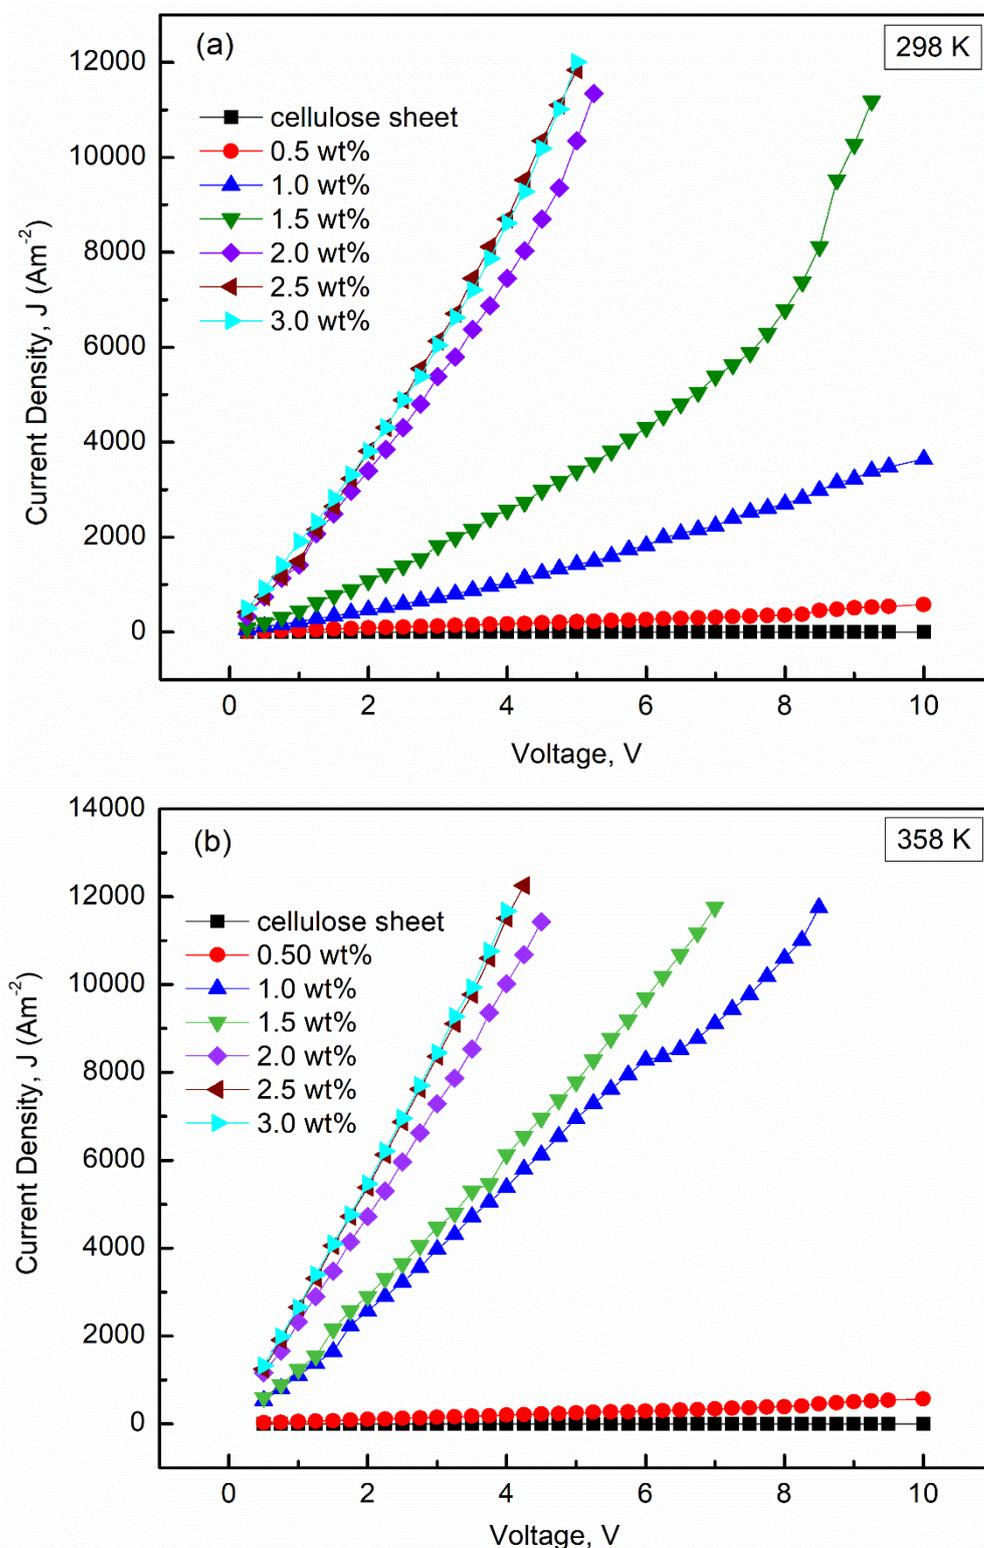 (a)
298 K
12000
10000
8000
6000
4000
2000
0
Current Density, J (Am⁻²)
cellulose sheet
0.5 wt%
1.0 wt%
1.5 wt%
2.0 wt%
2.5 wt%
3.0 wt%
0 2 4 6 8 10
Voltage, V
(b)
358 K
14000
12000
10000
8000
6000
4000
2000
0
Current Density, J (Am⁻²)
cellulose sheet
0.50 wt%
1.0 wt%
1.5 wt%
2.0 wt%
2.5 wt%
3.0 wt%
0 2 4 6 8 10
Voltage, V